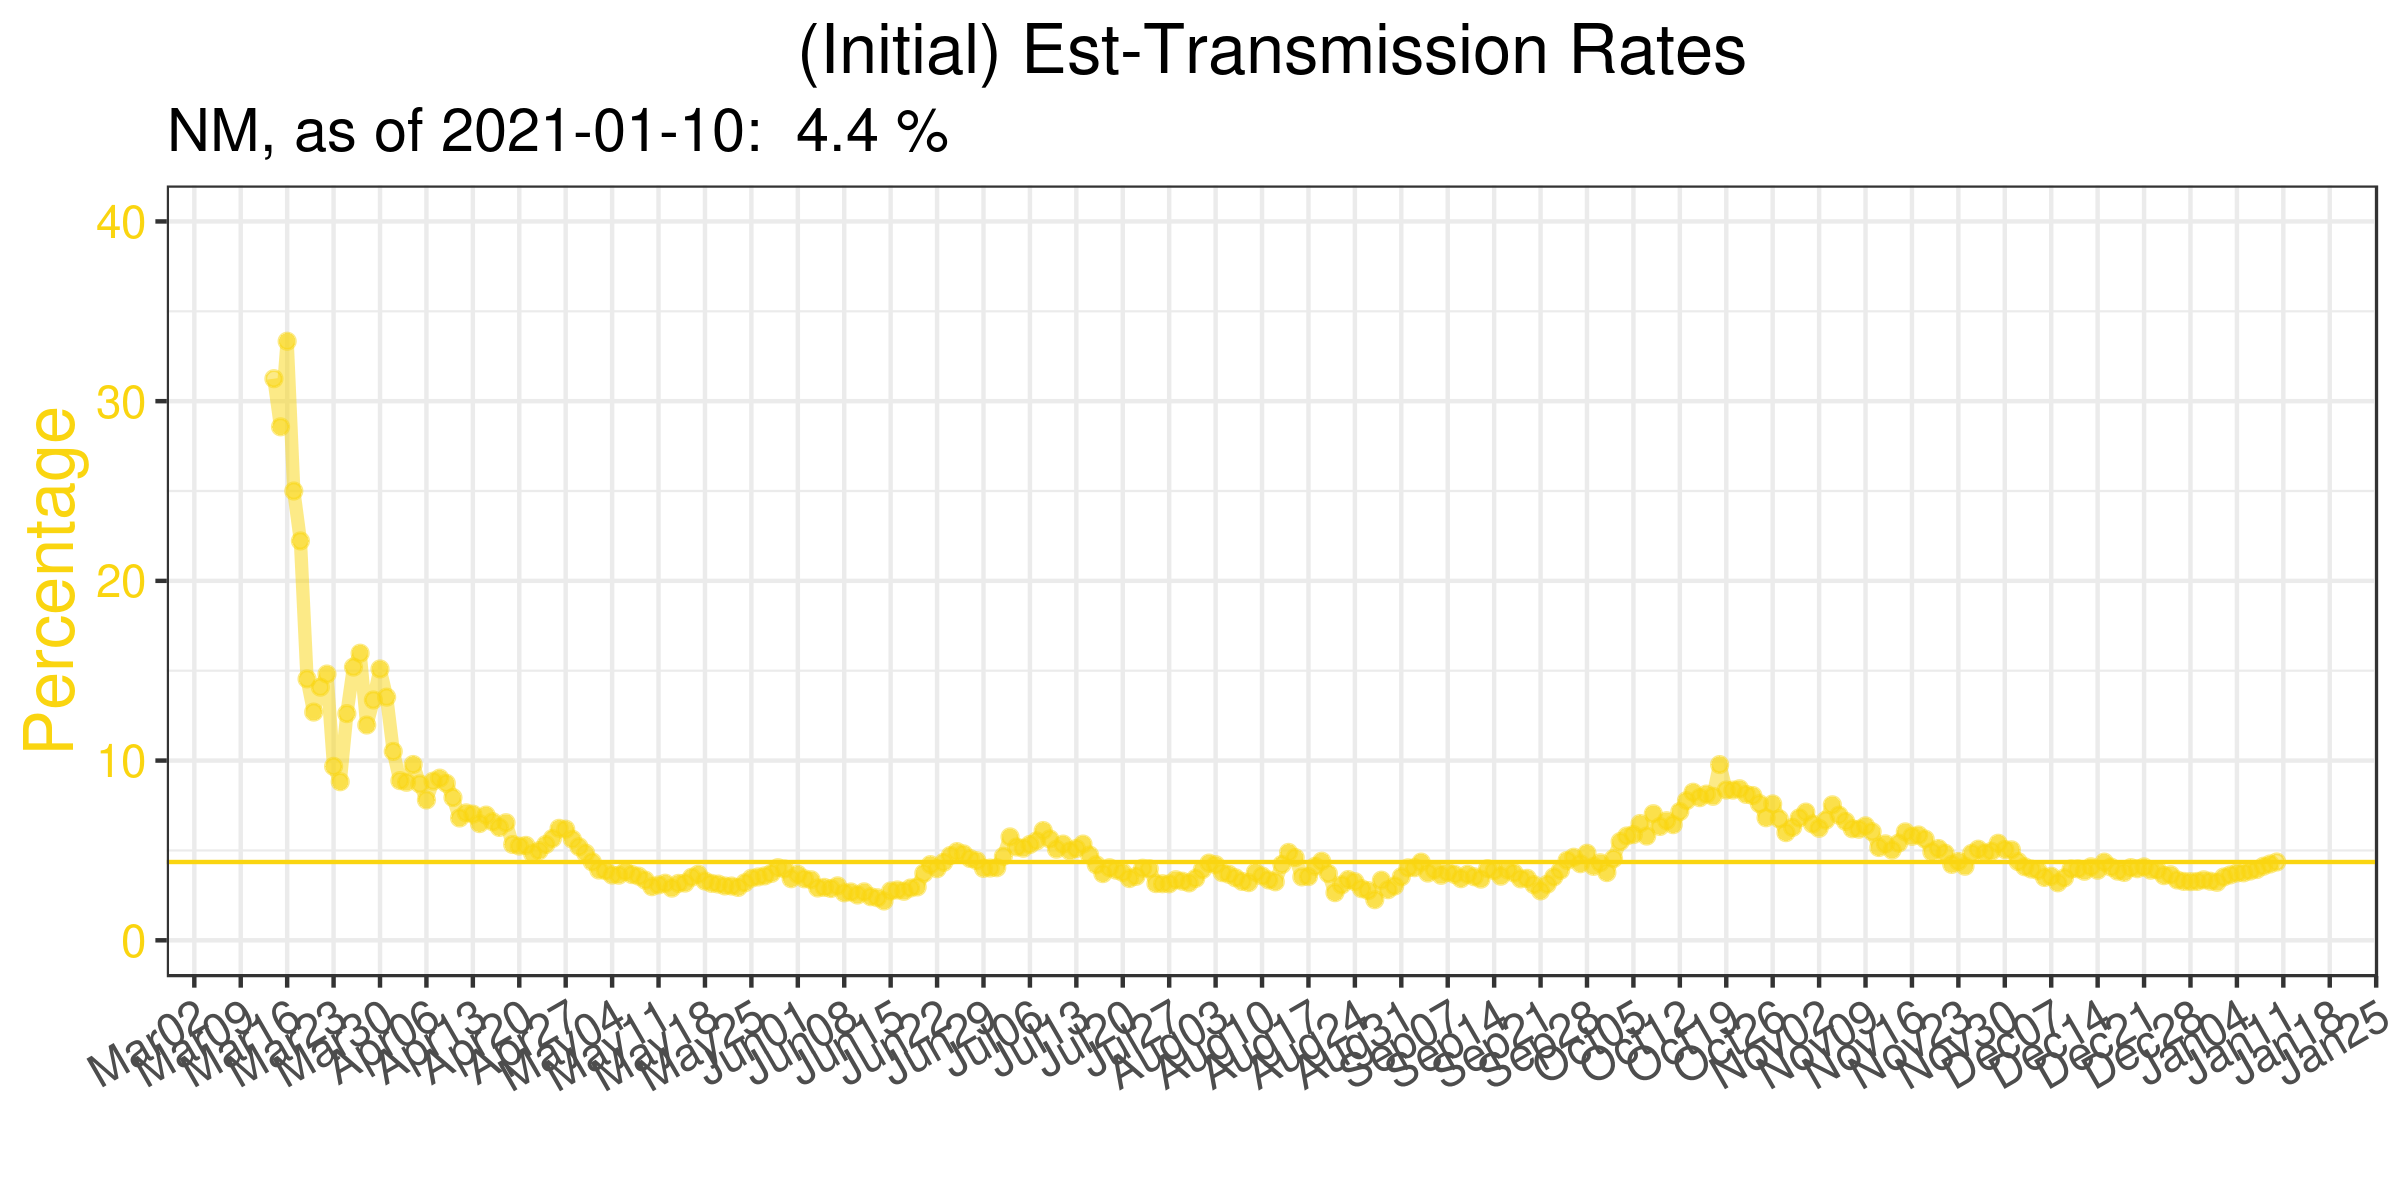 (Initial) Est-Transmission Rates
NM, as of 2021-01-10:  4.4 %
Percentage
40
30
20
10
0
Mar02
Mar09
Mar16
Mar23
Mar30
Apr06
Apr13
Apr20
Apr27
May04
May11
May18
May25
Jun01
Jun08
Jun15
Jun22
Jun29
Jul06
Jul13
Jul20
Jul27
Aug03
Aug10
Aug17
Aug24
Aug31
Sep07
Sep14
Sep21
Sep28
Oct05
Oct12
Oct19
Oct26
Nov02
Nov09
Nov16
Nov23
Nov30
Dec07
Dec14
Dec21
Dec28
Jan04
Jan11
Jan18
Jan25